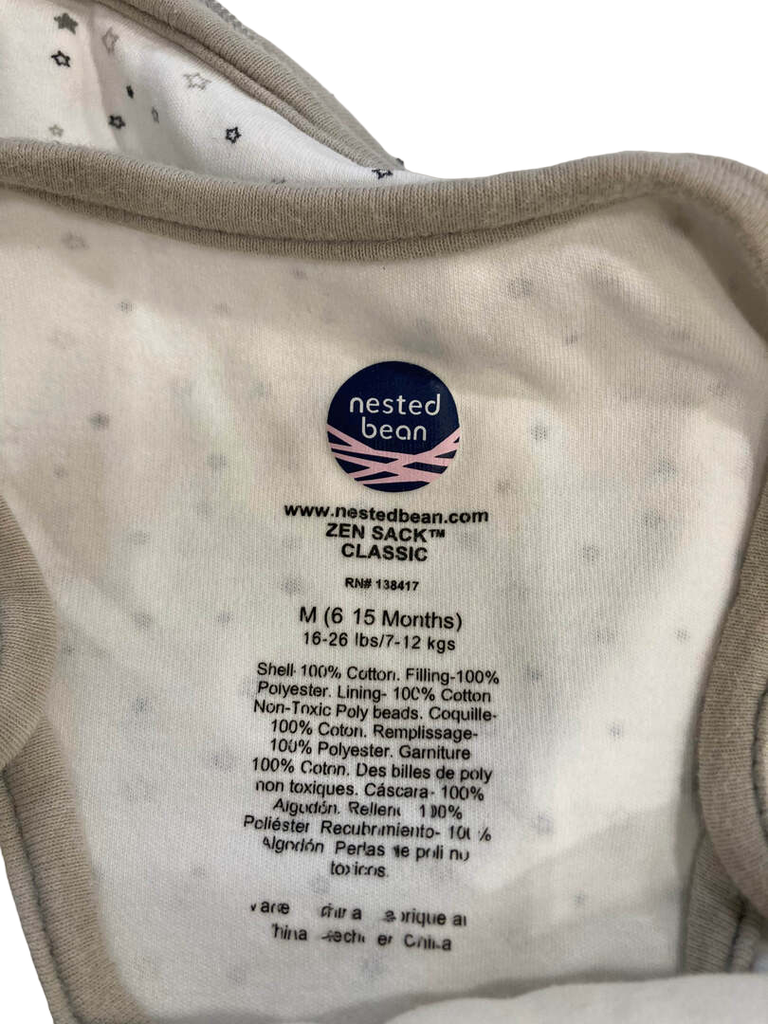 nested
bean
www.nestedbean.com
ZEN SACK™
CLASSIC
RN# 138417
M (6 15 Months)
16-26 lbs/7-12 kgs
Shell-100% Cotton. Filling-100%
Polyester. Lining- 100% Cotton
Non-Toxic Poly beads. Coquille-
100% Coton. Remplissage-
100% Polyester. Garniture
100% Coton. Des billes de poly
non toxiques. Cáscara- 100%
Algodón. Relleno 100%
Poliéster Recubrimiento- 100%
Algodón Perlas de poli no
toxicos.
China
China